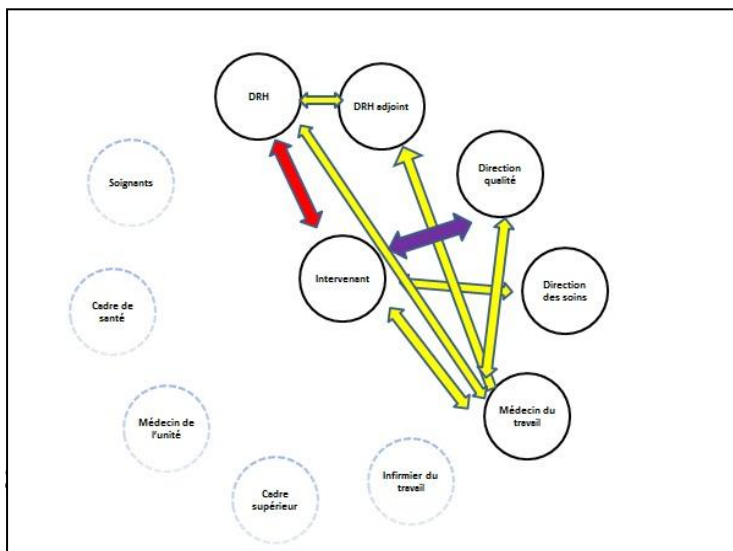 DRH
DRH adjoint
Direction
qualité
Soignants
Intervenant
Direction
des soins
Cadre de
santé
Médecin du
travail
Médecin de
l'unité
Infirmier du
travail
Cadre
supérieur